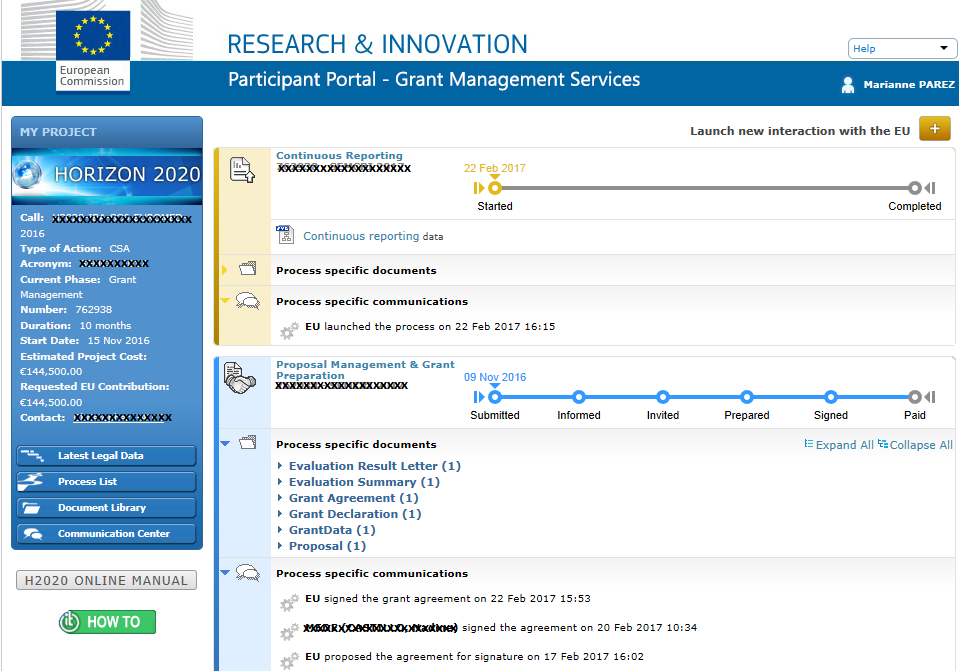 European
Commission
RESEARCH & INNOVATION
Participant Portal - Grant Management Services
Help
Marianne PAREZ
MY PROJECT
HORIZON 2020
Call:
2016
Type of Action: CSA
Acronym:
Current Phase: Grant
Management
Number: 762938
Duration: 10 months
Start Date: 15 Nov 2016
Estimated Project Cost:
€144,500.00
Requested EU Contribution:
€144,500.00
Contact:
Latest Legal Data
Process List
Document Library
Communication Center
H2020 ONLINE MANUAL
HOW TO
Launch new interaction with the EU +
Continuous Reporting
22 Feb 2017
Started
Completed
Continuous reporting data
Process specific documents
Process specific communications
EU launched the process on 22 Feb 2017 16:15
Proposal Management & Grant
Preparation
09 Nov 2016
Submitted Informed Invited Prepared Signed Paid
Process specific documents
Expand All Collapse All
Evaluation Result Letter (1)
Evaluation Summary (1)
Grant Agreement (1)
Grant Declaration (1)
GrantData (1)
Proposal (1)
Process specific communications
EU signed the grant agreement on 22 Feb 2017 15:53
signed the agreement on 20 Feb 2017 10:34
EU proposed the agreement for signature on 17 Feb 2017 16:02